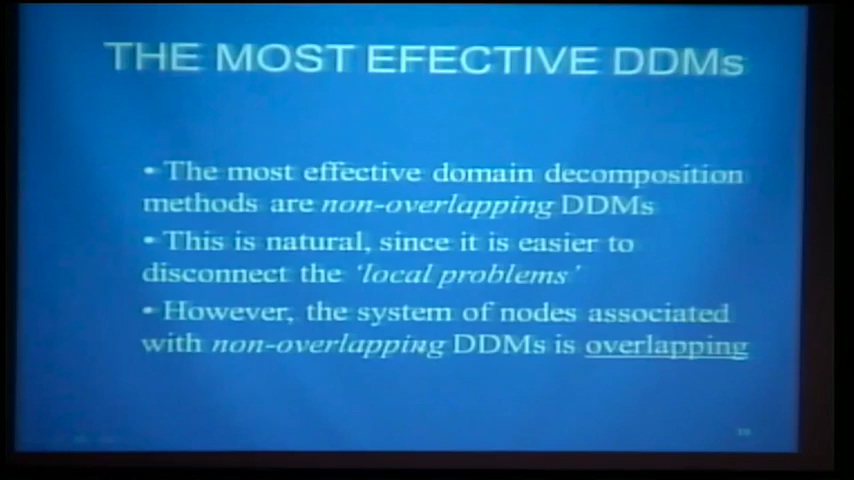 THE MOST EFECTIVE DDMs
• The most effective domain decomposition
methods are non-overlapping DDMs
• This is natural, since it is easier to
disconnect the ‘local problems’
• However, the system of nodes associated
with non-overlapping DDMs is overlapping